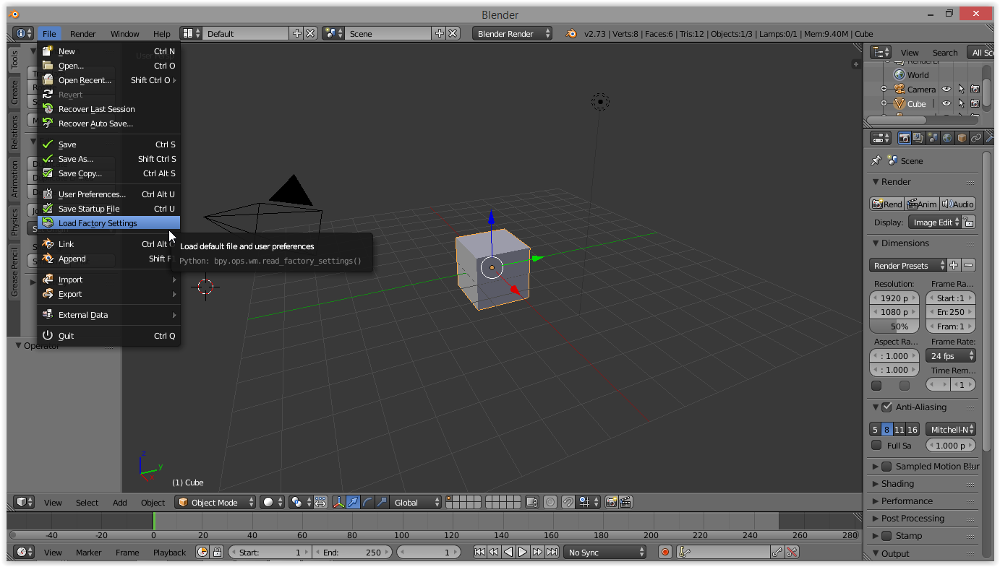 Blender
File Render Window Help Default Scene Blender Render v2.73 | Verts:8 | Faces:6 | Tris:12 | Objects:1/3 | Lamps:0/1 | Mem:9.40M | Cube
New Ctrl N
Open... Ctrl O
Open Recent... Shift Ctrl O
Revert
Recover Last Session
Recover Auto Save...
Save Ctrl S
Save As... Shift Ctrl S
Save Copy... Ctrl Alt S
User Preferences... Ctrl Alt U
Save Startup File Ctrl U
Load Factory Settings
Link Ctrl Alt
Append Shift F1
Import
Export
External Data
Quit Ctrl Q
Load default file and user preferences
Python: bpy.ops.wm.read_factory_settings()
Tools
Create
Relations
Animation
Physics
Grease Pencil
Operator
z
y
x
(1) Cube
View Select Add Object Object Mode Global
-40 -20 0 20 40 60 80 100 120 140 160 180 200 220 240 260 280
View Marker Frame Playback Start: 1 End: 250 1 No Sync
View Search All Sc
World
Camera
Cube
Scene
Render
Rend Anim Audio
Display: Image Edit
Dimensions
Render Presets
Resolution: Frame Ra...
1920 p Start :1
1080 p En: 250
50% Fram: 1
Aspect Ra... Frame Rate:
: 1.000 24 fps
: 1.000 Time Rem...
1
Anti-Aliasing
5 8 11 16 Mitchell-N
Full Sa 1.000 p
Sampled Motion Blur
Shading
Performance
Post Processing
Stamp
Output